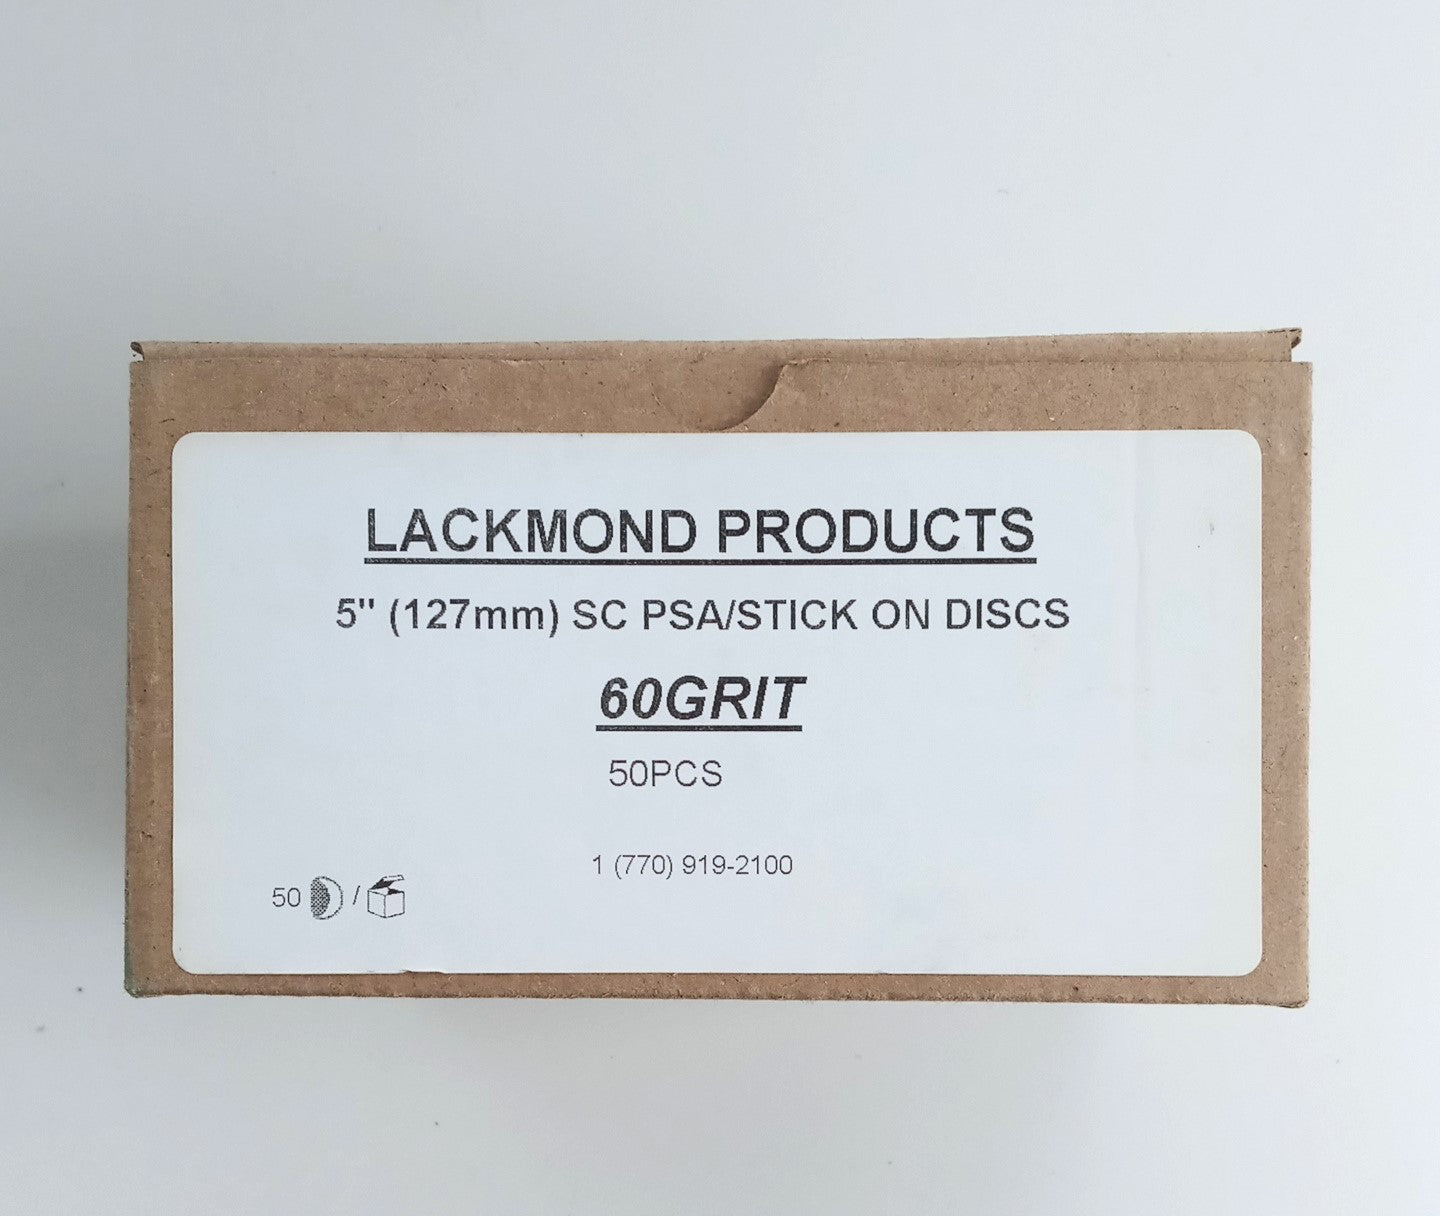 LACKMOND PRODUCTS
5" (127mm) SC PSA/STICK ON DISCS
60GRIT
50PCS
1 (770) 919-2100
50 /